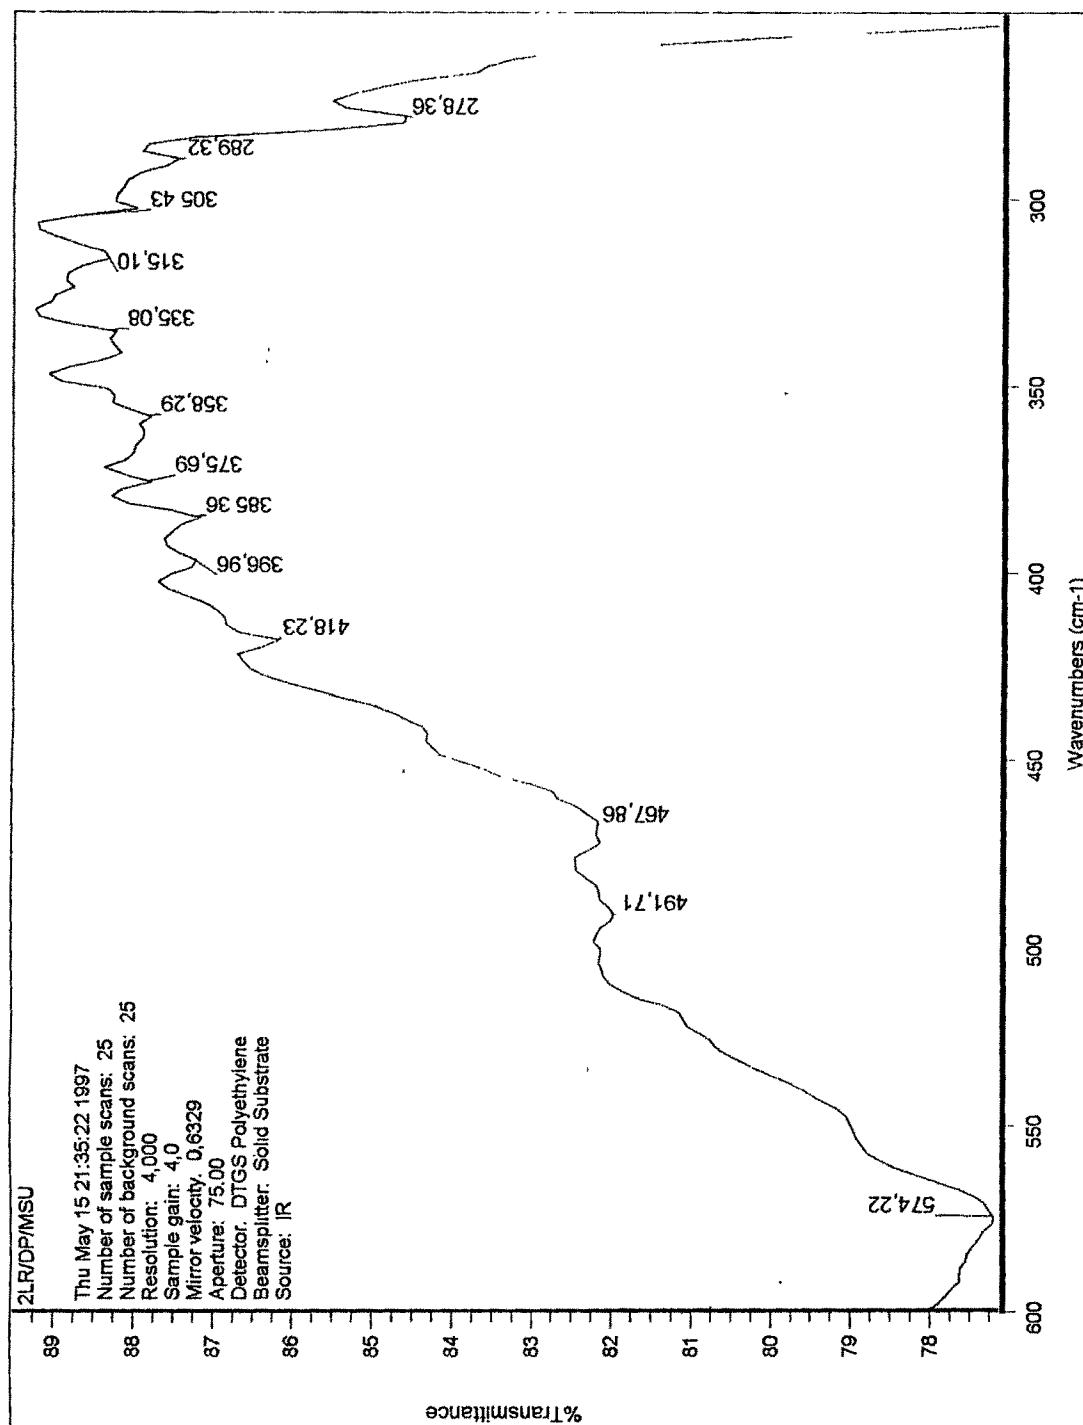 2LR/DP/MSU
Thu May 15 21:35:22 1997
Number of sample scans: 25
Number of background scans: 25
Resolution: 4,000
Sample gain: 4,0
Mirror velocity. 0,6329
Aperture: 75.00
Detector. DTGS Polyethylene
Beamsplitter: Solid Substrate
Source: IR
%Transmittance
89
88
87
86
85
84
83
82
81
80
79
78
574,22
491,71
467,86
418,23
396,96
385 36
375,69
358,29
335,08
315,10
305 43
289,32
278,36
600
550
500
450
400
350
300
Wavenumbers (cm-1)